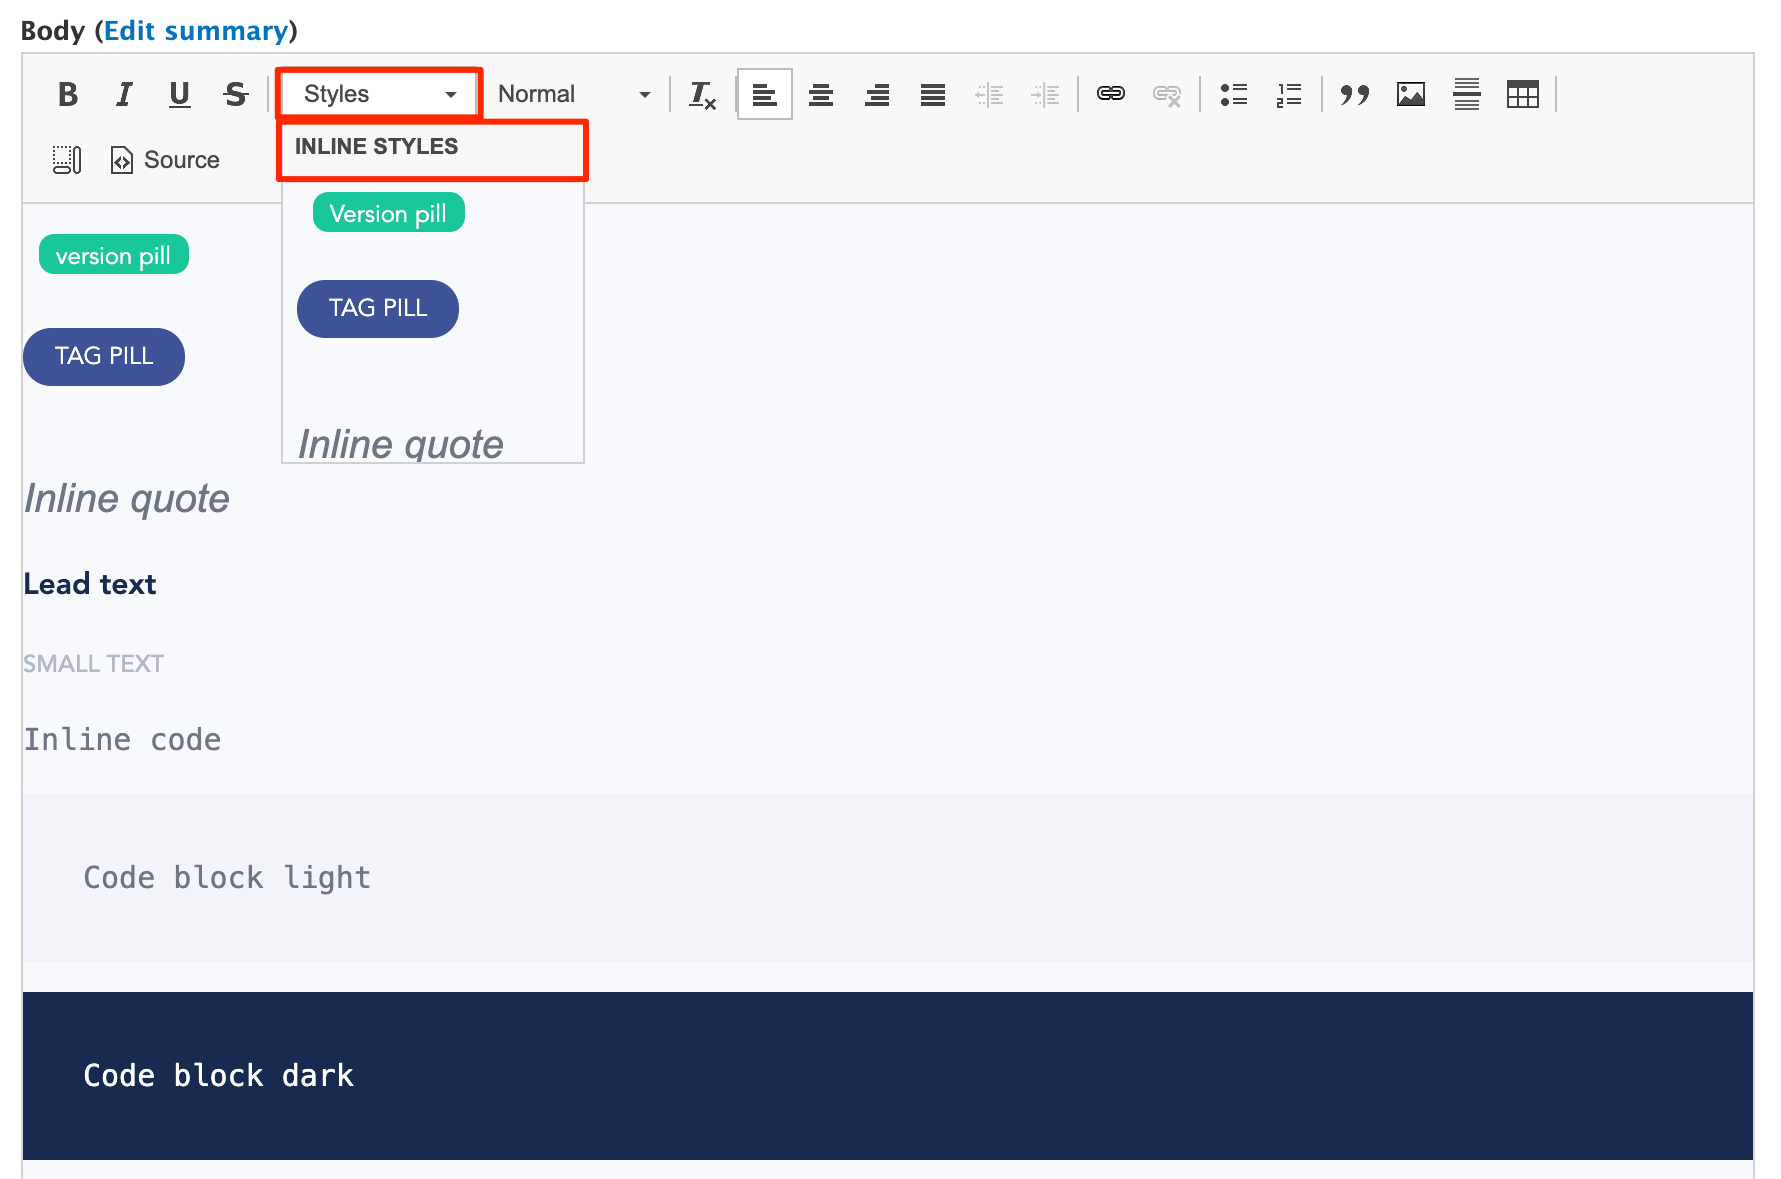 Body (Edit summary)
B I U S Styles Normal
INLINE STYLES
Source
Version pill
TAG PILL
Inline quote
version pill
TAG PILL
Inline quote
Lead text
SMALL TEXT
Inline code
Code block light
Code block dark